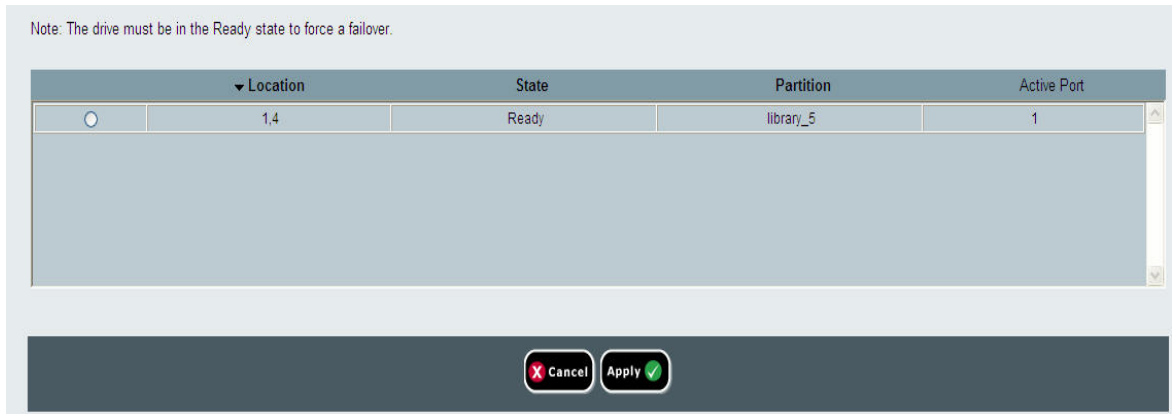 Note: The drive must be in the Ready state to force a failover.
Location State Partition Active Port
1,4 Ready library_5 1
Cancel Apply